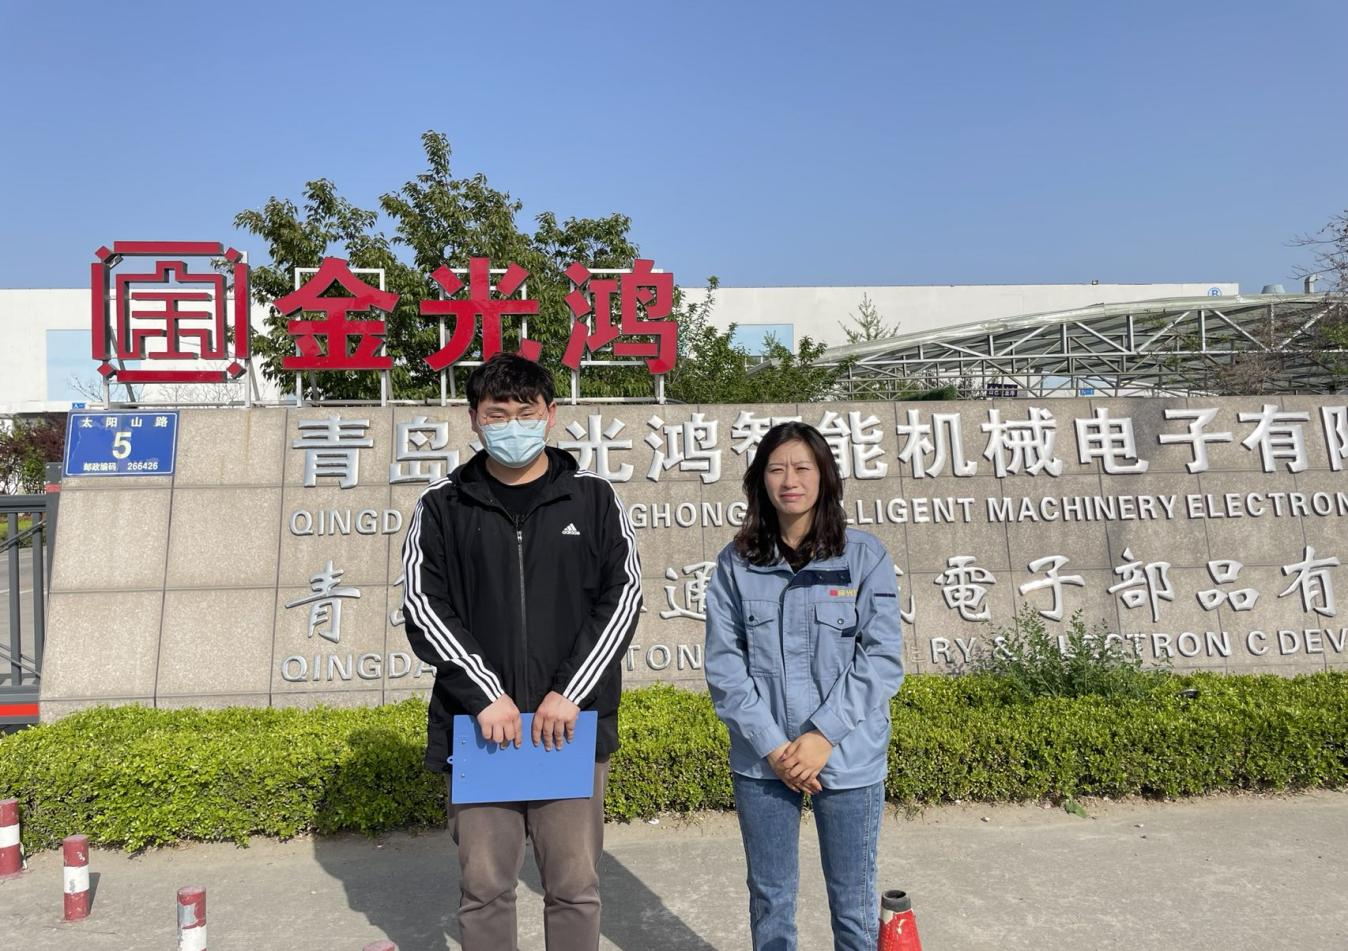 金光鸿
太阳山路
5
邮政编码 266426
青岛 光鸿智能机械电子有限
QINGD GHONG LLIGENT MACHINERY ELECTRON
青 通 電子部品有
QINGDA TON RY & ELECTRON C DEV
adidas